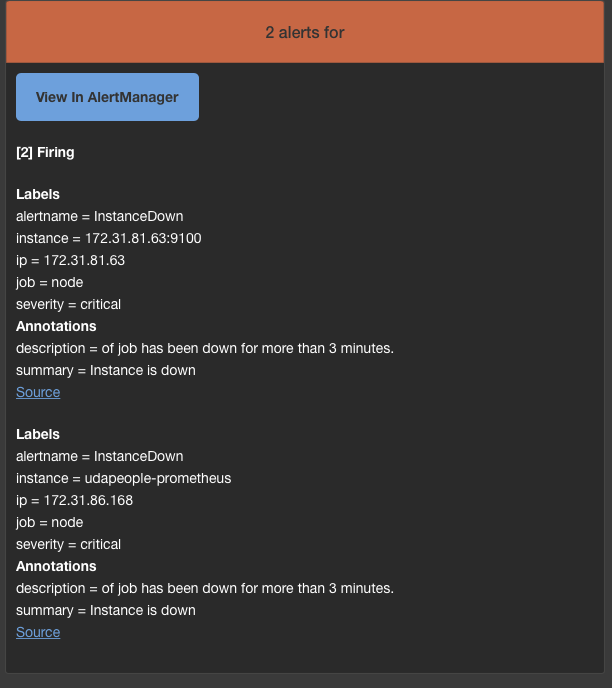 2 alerts for
View In AlertManager
[2] Firing
Labels
alertname = InstanceDown
instance = 172.31.81.63:9100
ip = 172.31.81.63
job = node
severity = critical
Annotations
description = of job has been down for more than 3 minutes.
summary = Instance is down
Source
Labels
alertname = InstanceDown
instance = udapeople-prometheus
ip = 172.31.86.168
job = node
severity = critical
Annotations
description = of job has been down for more than 3 minutes.
summary = Instance is down
Source